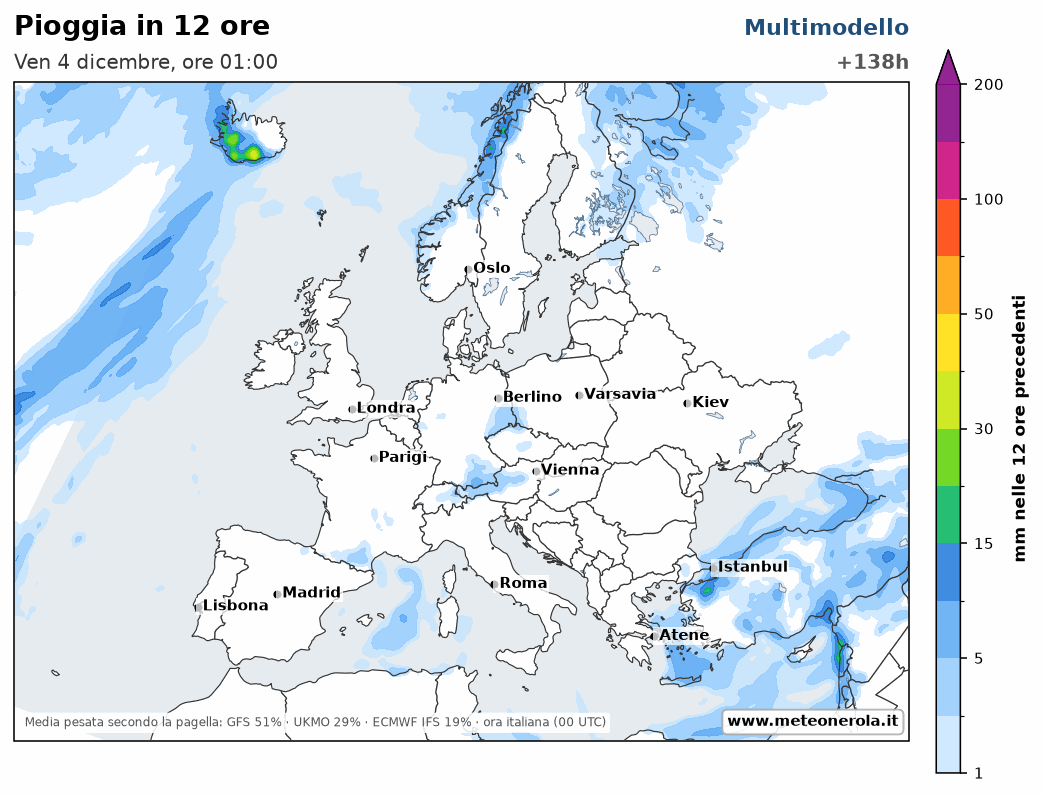 Pioggia in 12 ore
Multimodello
Ven 4 dicembre, ore 01:00
+138h
200
100
50
30
15
5
1
mm nelle 12 ore precedenti
Oslo
Berlino
Varsavia
Kiev
Londra
Parigi
Vienna
Istanbul
Roma
Madrid
Lisbona
Atene
Media pesata secondo la pagella: GFS 51% · UKMO 29% · ECMWF IFS 19% · ora italiana (00 UTC)
www.meteonerola.it